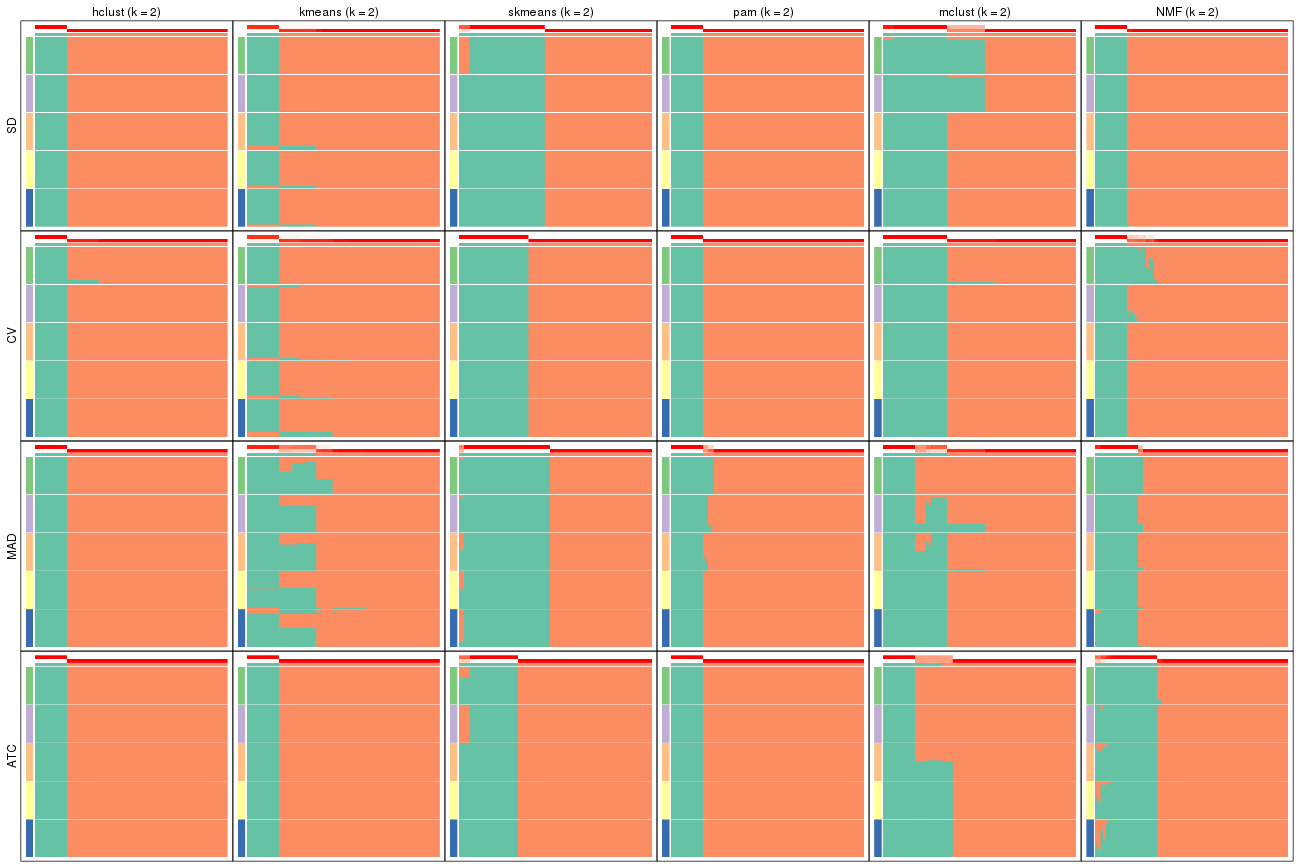 hclust (k = 2) kmeans (k = 2) skmeans (k = 2) pam (k = 2) mclust (k = 2) NMF (k = 2)
SD
CV
MAD
ATC